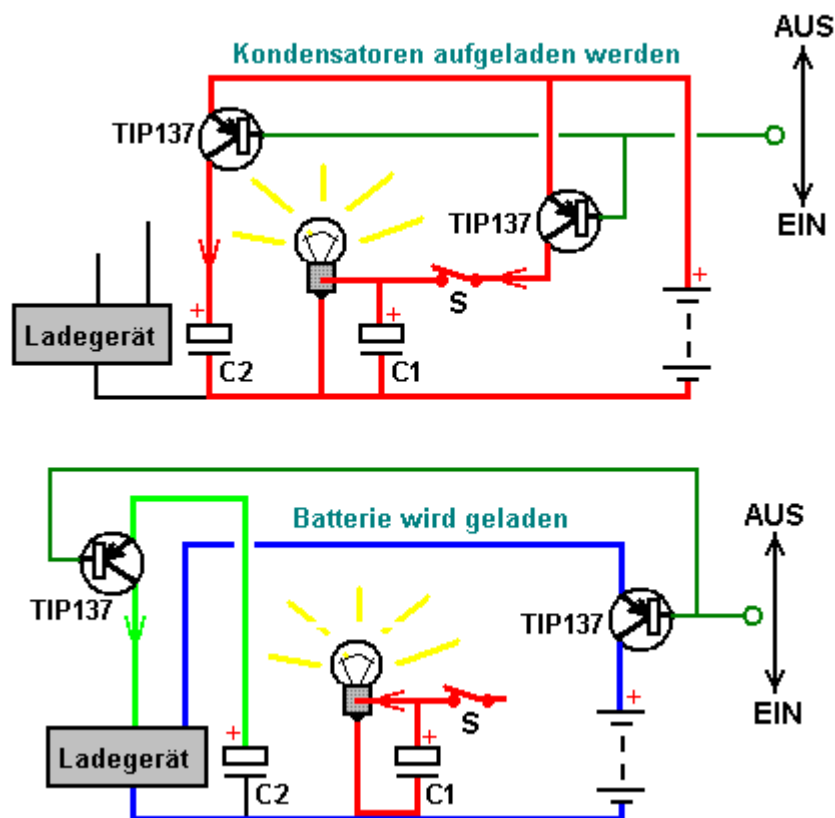 AUS
Kondensatoren aufgeladen werden
TIP137
TIP137
EIN
+
S
+
+
Ladegerät
C2
C1
AUS
Batterie wird geladen
TIP137
TIP137
+
EIN
+
+
S
Ladegerät
C2
C1